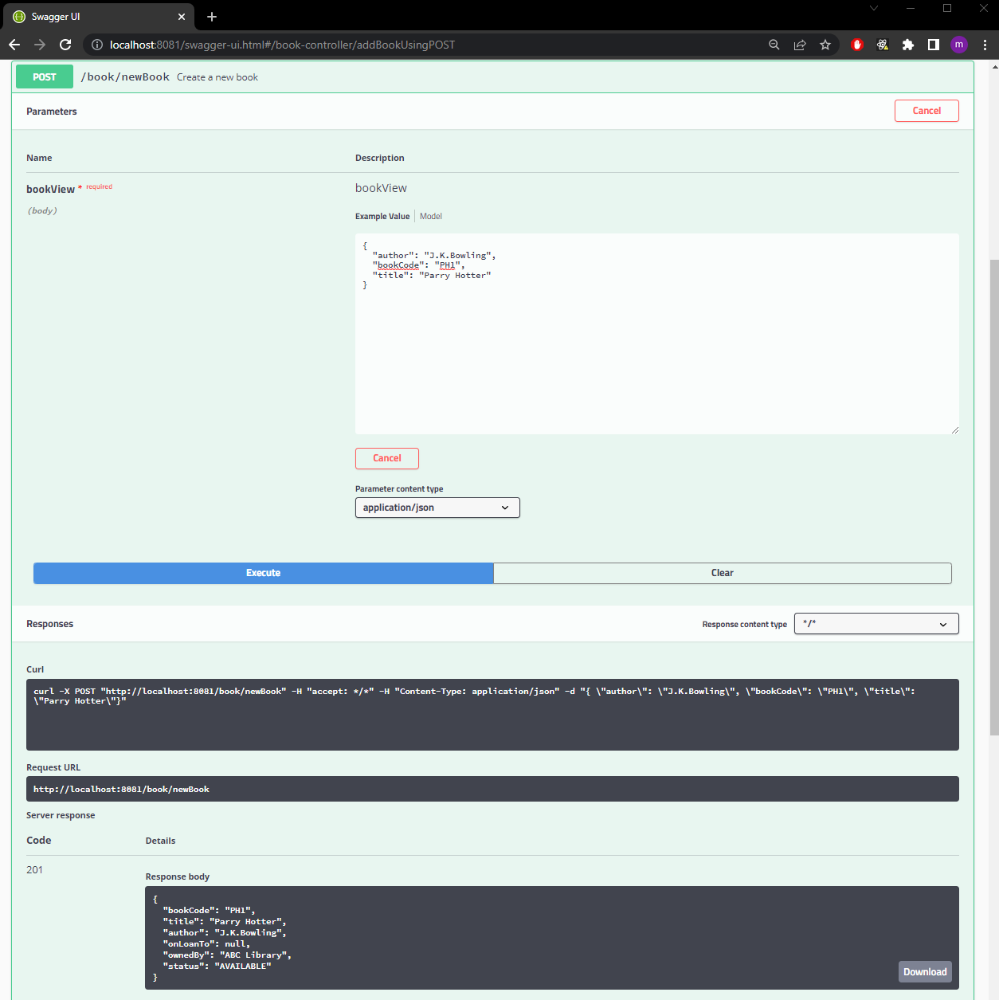 Swagger UI
localhost:8081/swagger-ui.html#/book-controller/addBookUsingPOST
m
POST /book/newBook Create a new book
Parameters Cancel
Name Description
bookView * required bookView
(body)
Example Value Model
{
"author": "J.K.Bowling",
"bookCode": "PH1",
"title": "Parry Hotter"
}
Cancel
Parameter content type
application/json
Execute Clear
Responses Response content type */*
Curl
curl -X POST "http://localhost:8081/book/newBook" -H "accept: */*" -H "Content-Type: application/json" -d "{ \"author\": \"J.K.Bowling\", \"bookCode\": \"PH1\", \"title\":
\"Parry Hotter\"}"
Request URL
http://localhost:8081/book/newBook
Server response
Code Details
201
Response body
{
"bookCode": "PH1",
"title": "Parry Hotter",
"author": "J.K.Bowling",
"onLoanTo": null,
"ownedBy": "ABC Library",
"status": "AVAILABLE"
}
Download